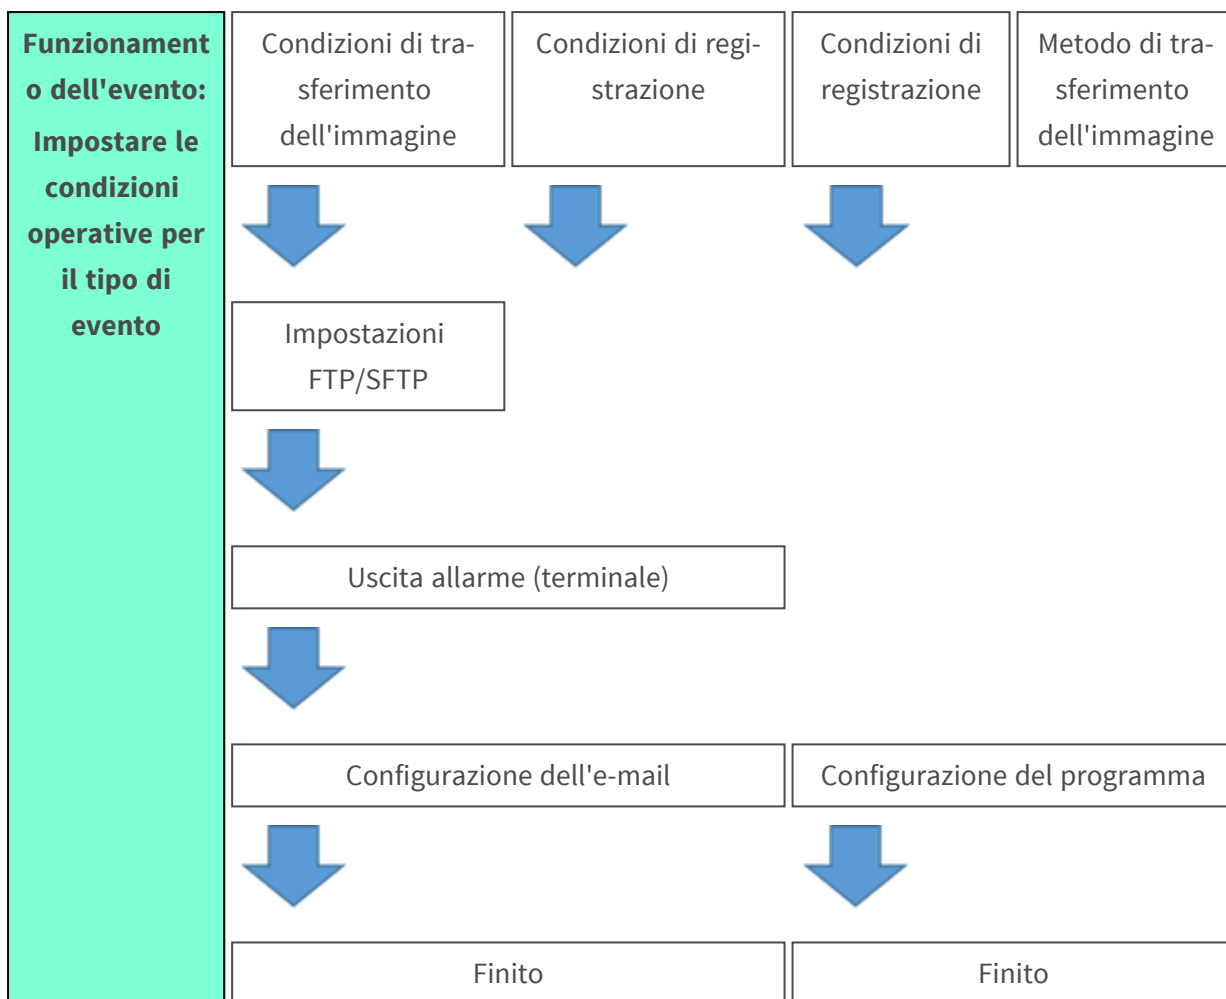 Funzionament
o dell'evento:
Impostare le
condizioni
operative per
il tipo di
evento
Condizioni di tra-
sferimento
dell'immagine
Condizioni di regi-
strazione
Condizioni di
registrazione
Metodo di tra-
sferimento
dell'immagine
Impostazioni
FTP/SFTP
Uscita allarme (terminale)
Configurazione dell'e-mail
Configurazione del programma
Finito
Finito